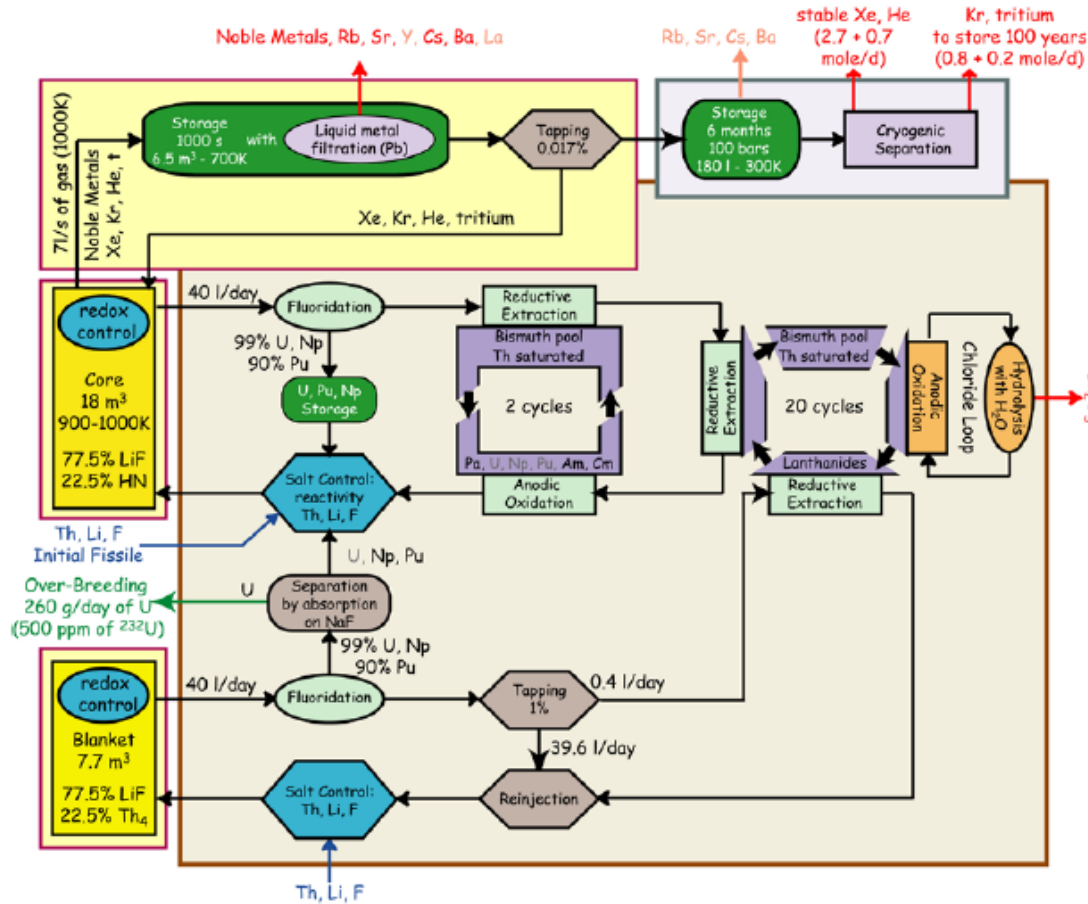 Noble Metals, Rb, Sr, Y, Cs, Ba, La
Rb, Sr, Cs, Ba
stable Xe, He
(2.7 + 0.7
mole/d)
Kr, tritium
to store 100 years
(0.8 + 0.2 mole/d)
7l/s of gas (1000K)
Noble Metals
Xe, Kr, He, t
Storage
1000 s
6.5 m³ - 700K
with
Liquid metal
filtration (Pb)
Tapping
0,017%
Storage
6 months
100 bars
180 l - 300K
Cryogenic
Separation
Xe, Kr, He, tritium
redox
control
Core
18 m³
900-1000K
77.5% LiF
22.5% HN
40 l/day
Fluoridation
99% U, Np
90% Pu
U, Pu, Np
Storage
Salt Control:
reactivity
Th, Li, F
Th, Li, F
Initial Fissile
Reductive
Extraction
Bismuth pool
Th saturated
2 cycles
Pa, U, Np, Pu, Am, Cm
Anodic
Oxidation
Reductive
Extraction
Bismuth pool
Th saturated
20 cycles
Lanthanides
Reductive
Extraction
Anodic
Oxidation
Chloride Loop
Hydrolysis
with H₂O
U, Np, Pu
Over-Breeding
260 g/day of U
(500 ppm of ²³²U)
U
Separation
by absorption
on NaF
99% U, Np
90% Pu
redox
control
Blanket
7.7 m³
77.5% LiF
22.5% Th₄
40 l/day
Fluoridation
Tapping
1%
0.4 l/day
39.6 l/day
Reinjection
Salt Control:
Th, Li, F
Th, Li, F